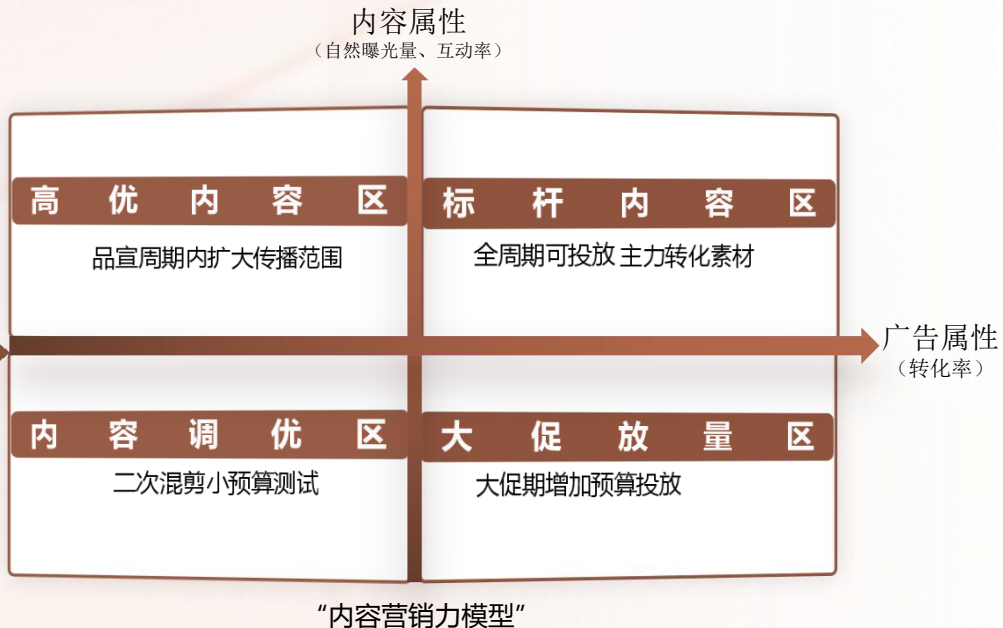 内容属性
（自然曝光量、互动率）
高优内容区
标杆内容区
品宣周期内扩大传播范围
全周期可投放 主力转化素材
广告属性
（转化率）
内容调优区
大促放量区
二次混剪小预算测试
大促期增加预算投放
“内容营销力模型”